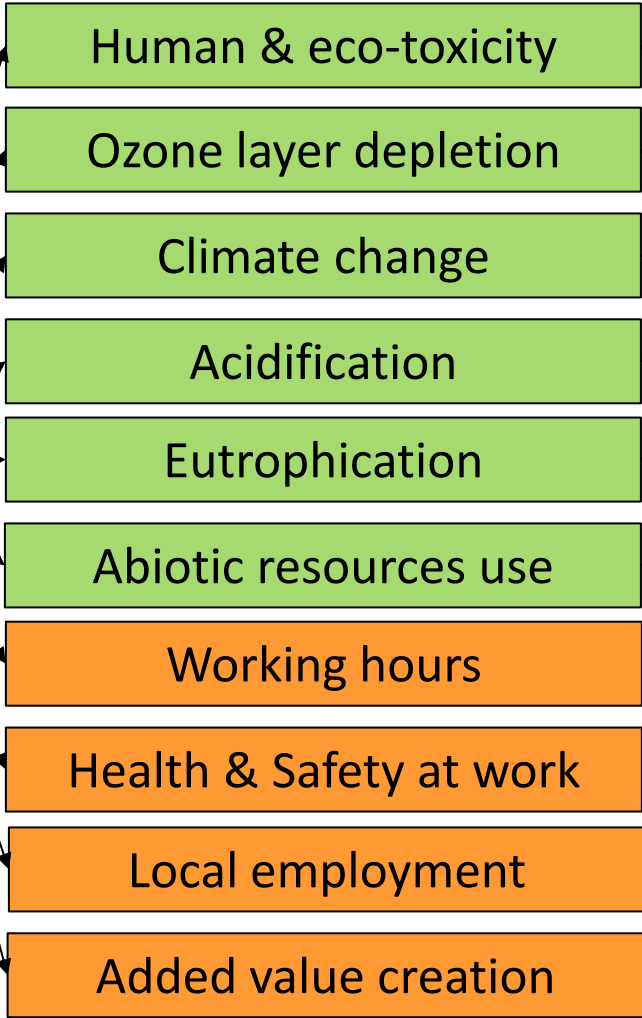 Human & eco-toxicity
Ozone layer depletion
Climate change
Acidification
Eutrophication
Abiotic resources use
Working hours
Health & Safety at work
Local employment
Added value creation